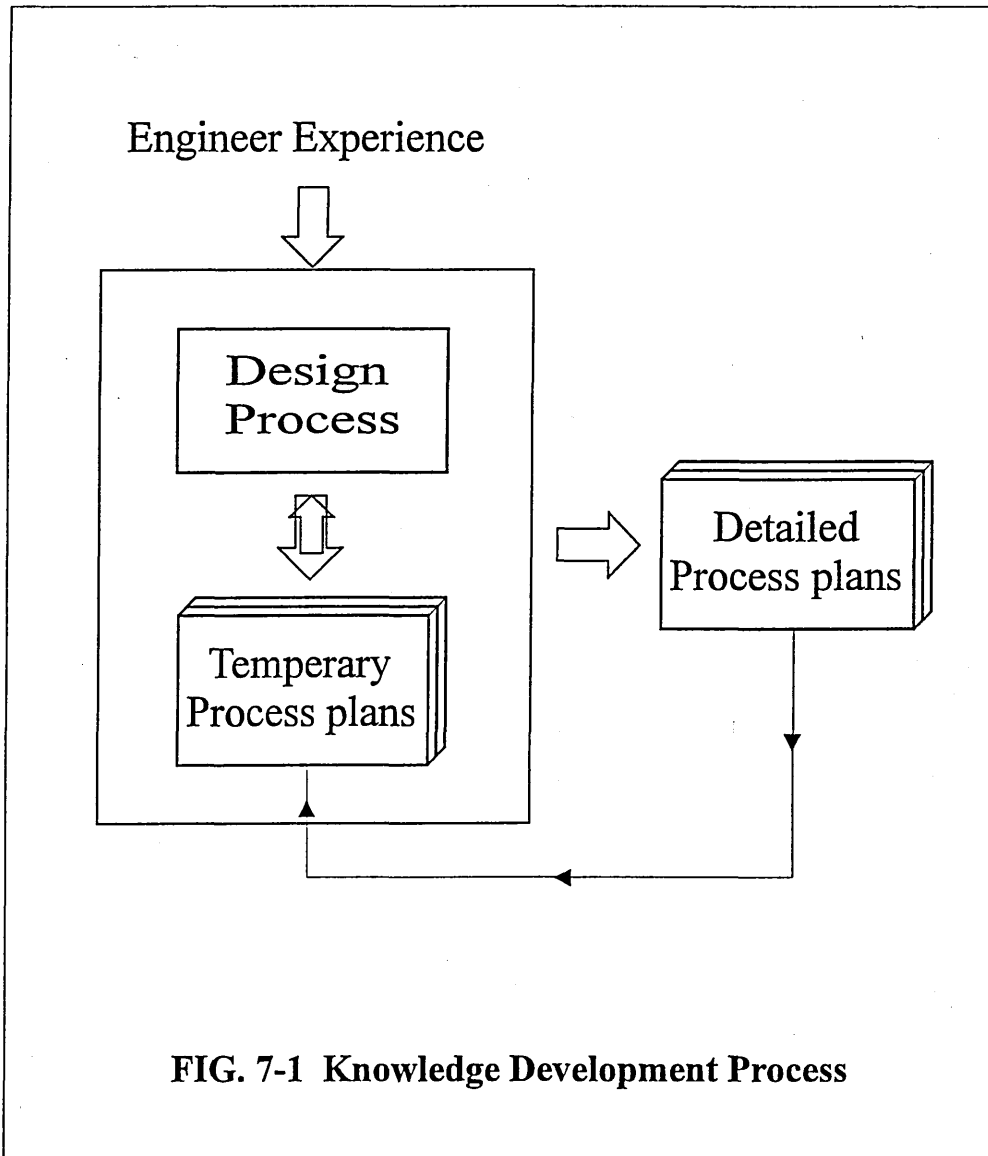 Engineer Experience
Design
Process
Temperary
Process plans
Detailed
Process plans
FIG. 7-1 Knowledge Development Process